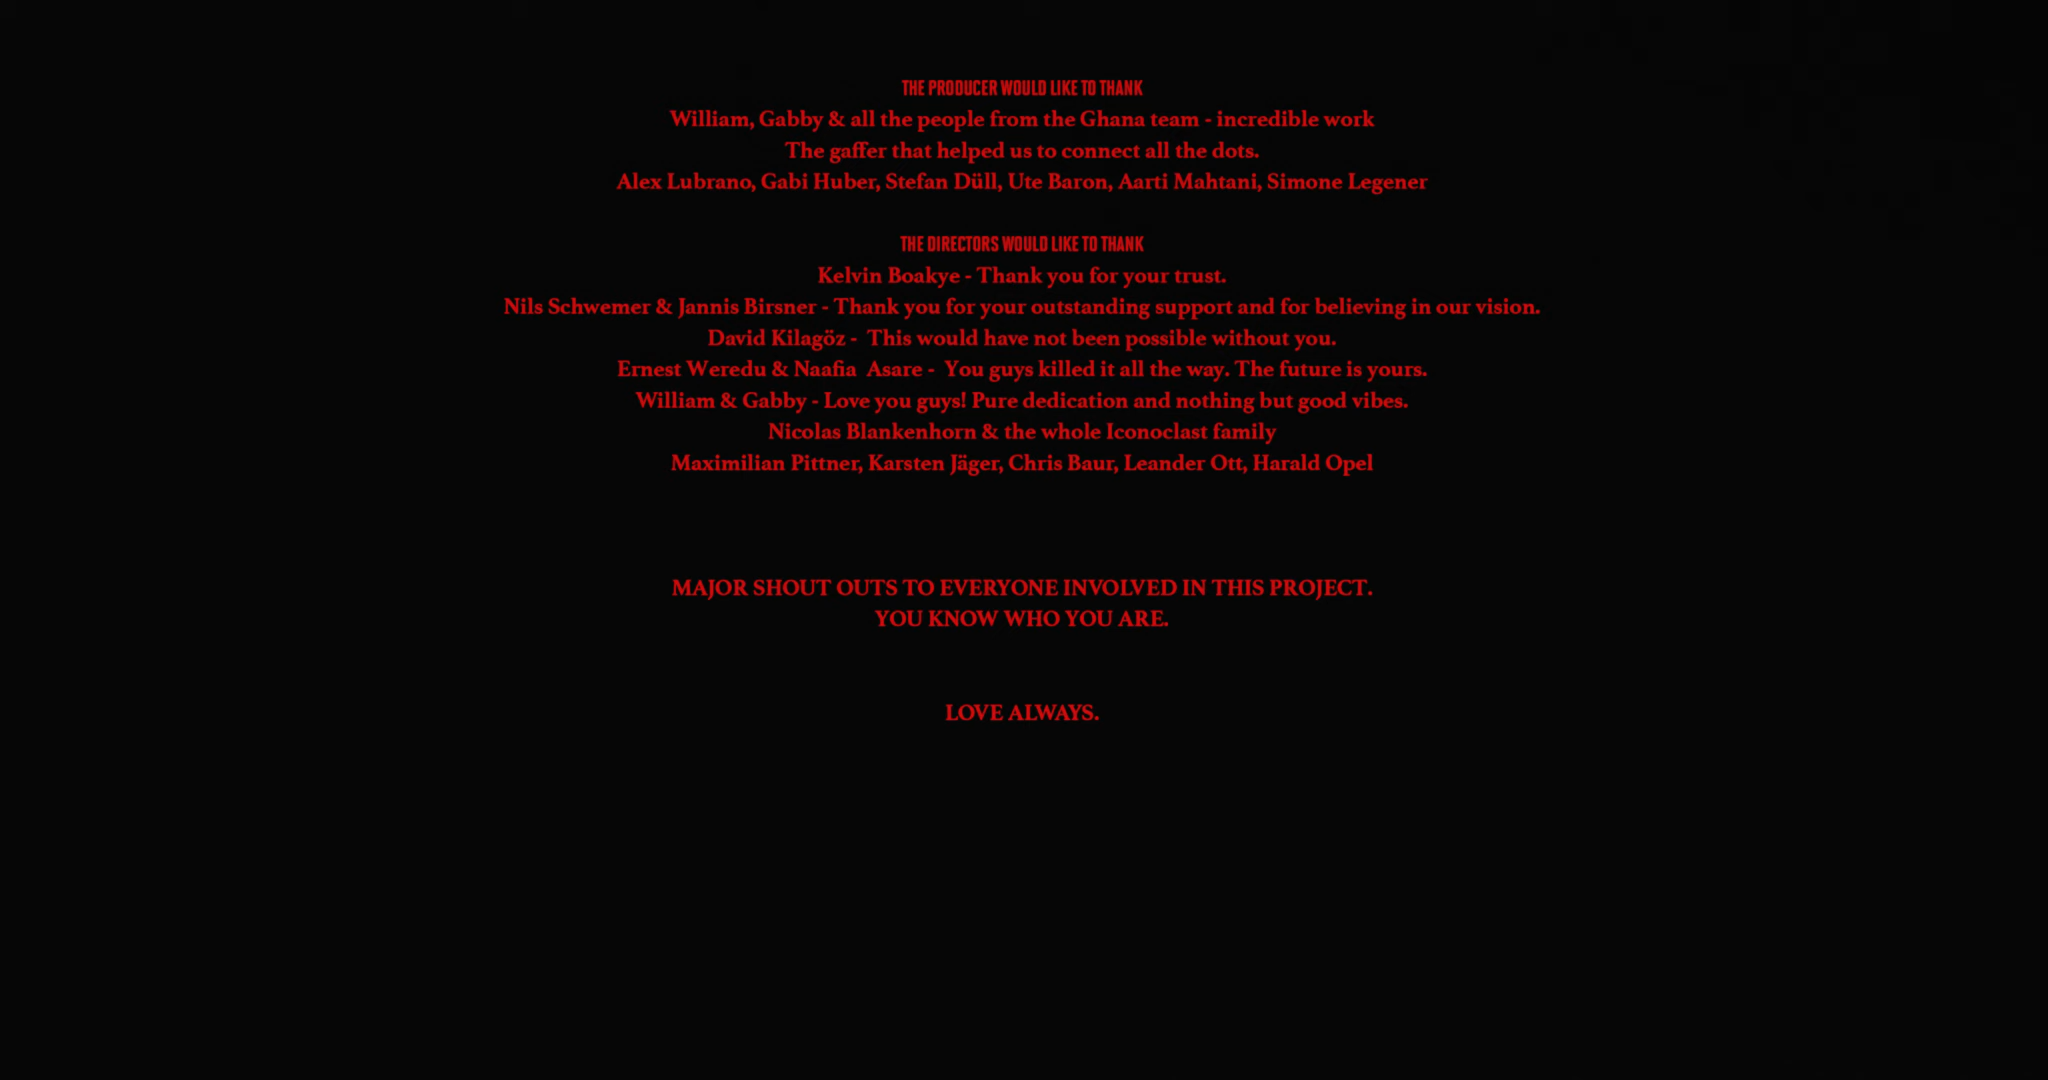 THE PRODUCER WOULD LIKE TO THANK
William, Gabby & all the people from the Ghana team - incredible work
The gaffer that helped us to connect all the dots.
Alex Lubrano, Gabi Huber, Stefan Düll, Ute Baron, Aarti Mahtani, Simone Legener
THE DIRECTORS WOULD LIKE TO THANK
Kelvin Boakye - Thank you for your trust.
Nils Schwemer & Jannis Birsner - Thank you for your outstanding support and for believing in our vision.
David Kilagöz -  This would have not been possible without you.
Ernest Weredu & Naafia  Asare -  You guys killed it all the way. The future is yours.
William & Gabby - Love you guys! Pure dedication and nothing but good vibes.
Nicolas Blankenhorn & the whole Iconoclast family
Maximilian Pittner, Karsten Jäger, Chris Baur, Leander Ott, Harald Opel
MAJOR SHOUT OUTS TO EVERYONE INVOLVED IN THIS PROJECT.
YOU KNOW WHO YOU ARE.
LOVE ALWAYS.